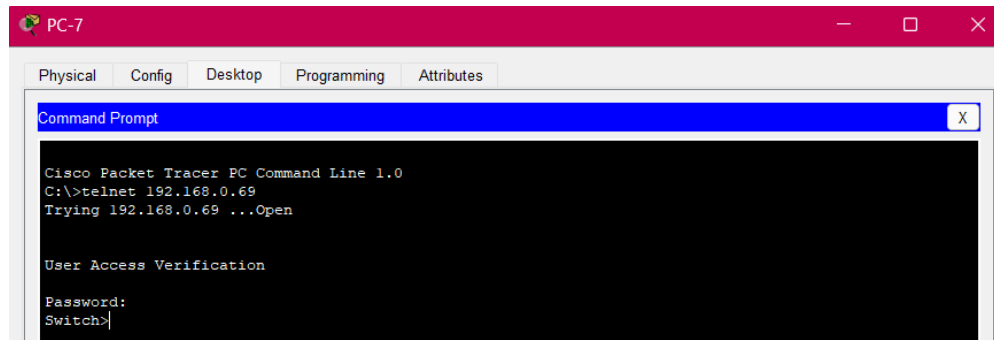 PC-7
Physical Config Desktop Programming Attributes
Command Prompt X
Cisco Packet Tracer PC Command Line 1.0
C:\>telnet 192.168.0.69
Trying 192.168.0.69 ...Open
User Access Verification
Password:
Switch>